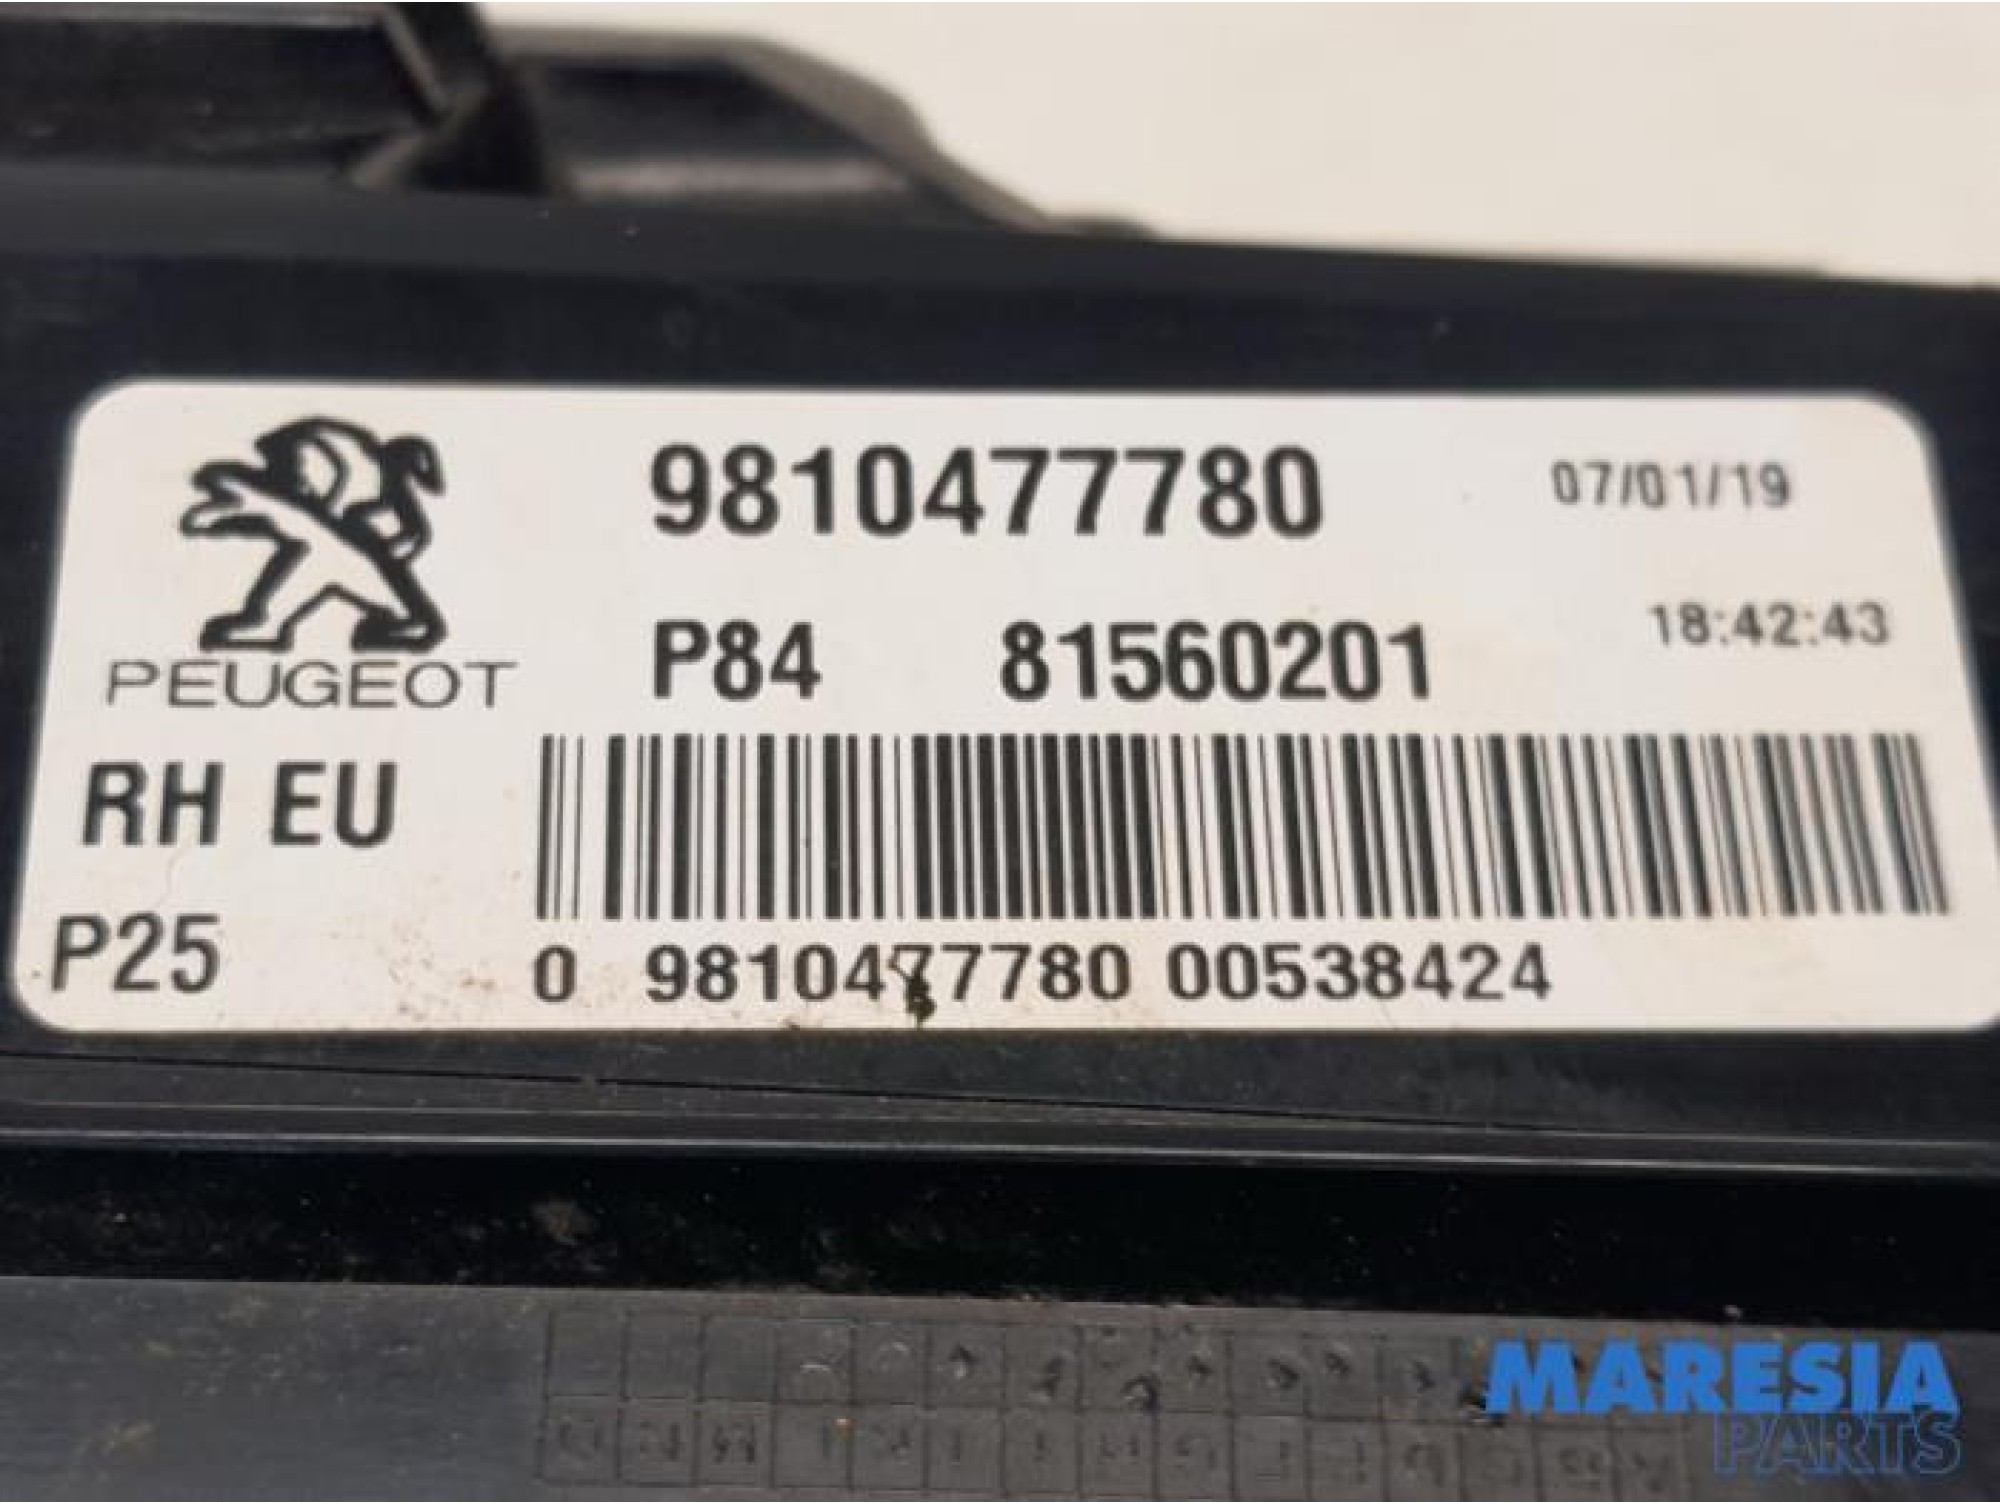 9810477780 07/01/19
P84 81560201 18:42:43
PEUGEOT
RH EU
P25
0 9810477780 00538424
MARESIA
PARTS